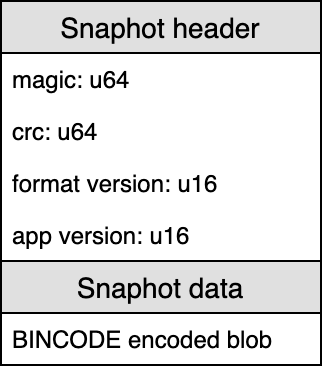 Snaphot header
magic: u64
crc: u64
format version: u16
app version: u16
Snaphot data
BINCODE encoded blob